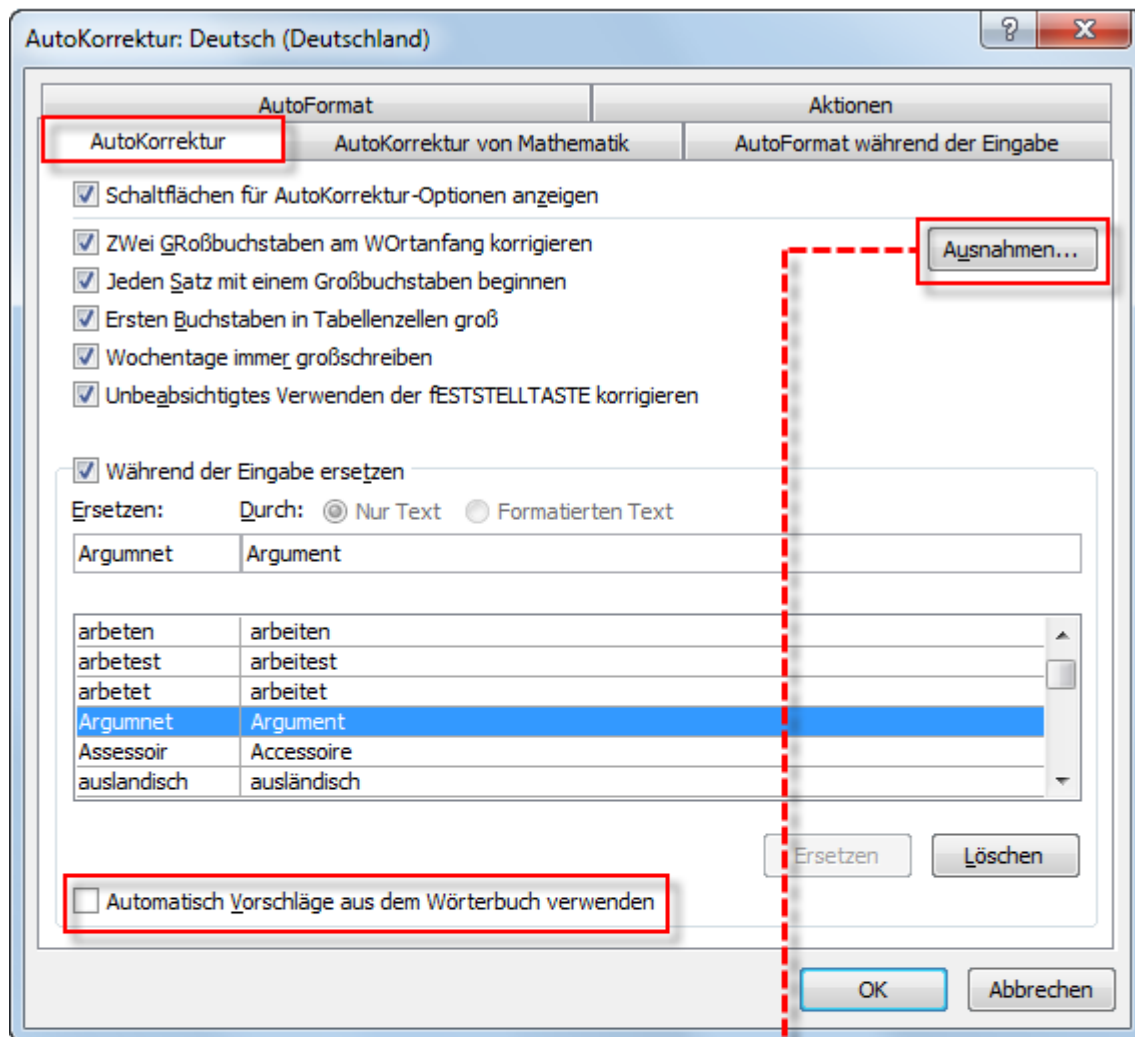 AutoKorrektur: Deutsch (Deutschland)
AutoFormat Aktionen
AutoKorrektur AutoKorrektur von Mathematik AutoFormat während der Eingabe
Schaltflächen für AutoKorrektur-Optionen anzeigen
ZWei GRoßbuchstaben am WOrtanfang korrigieren Ausnahmen...
Jeden Satz mit einem Großbuchstaben beginnen
Ersten Buchstaben in Tabellenzellen groß
Wochentage immer großschreiben
Unbeabsichtigtes Verwenden der fESTSTELLTASTE korrigieren
Während der Eingabe ersetzen
Ersetzen: Durch: Nur Text Formatierten Text
Argumnet Argument
arbeten arbeiten
arbetest arbeitest
arbetet arbeitet
Argumnet Argument
Assessoir Accessoire
auslandisch ausländisch
Ersetzen Löschen
Automatisch Vorschläge aus dem Wörterbuch verwenden
OK Abbrechen